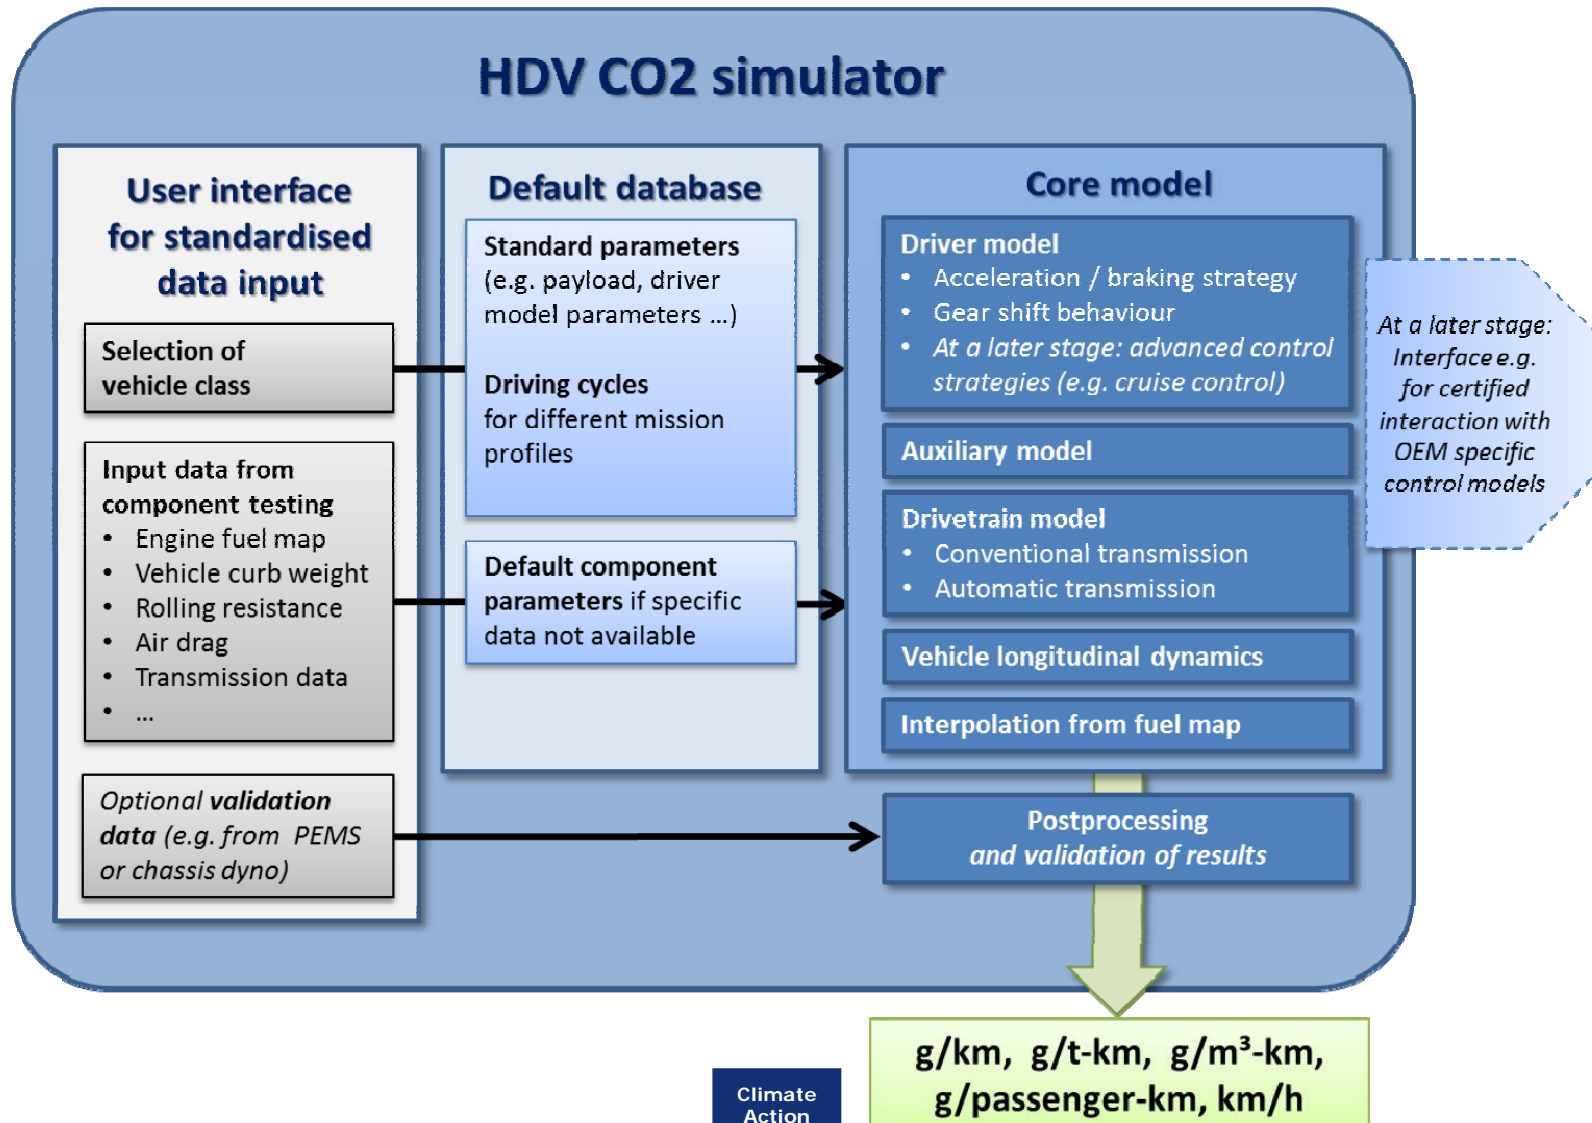 HDV CO2 simulator
User interface
for standardised
data input
Selection of
vehicle class
Input data from
component testing
• Engine fuel map
• Vehicle curb weight
• Rolling resistance
• Air drag
• Transmission data
• ...
Optional validation
data (e.g. from PEMS
or chassis dyno)
Default database
Standard parameters
(e.g. payload, driver
model parameters ...)
Driving cycles
for different mission
profiles
Default component
parameters if specific
data not available
Core model
Driver model
• Acceleration / braking strategy
• Gear shift behaviour
• At a later stage: advanced control
strategies (e.g. cruise control)
Auxiliary model
Drivetrain model
• Conventional transmission
• Automatic transmission
Vehicle longitudinal dynamics
Interpolation from fuel map
Postprocessing
and validation of results
At a later stage:
Interface e.g.
for certified
interaction with
OEM specific
control models
g/km, g/t-km, g/m³-km,
g/passenger-km, km/h
Climate
Action